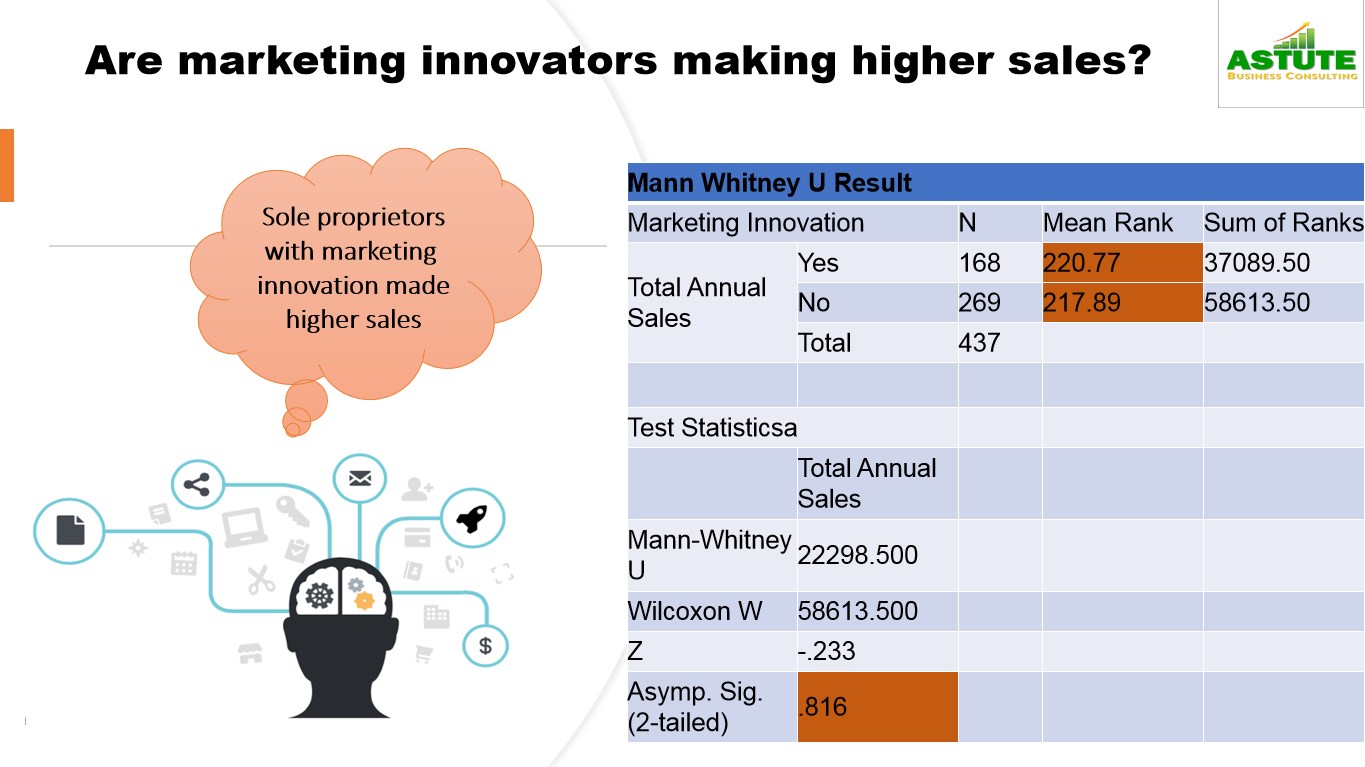 Are marketing innovators making higher sales?
ASTUTE
BUSINESS CONSULTING
Sole proprietors
with marketing
innovation made
higher sales
$
Mann Whitney U Result
Marketing Innovation N Mean Rank Sum of Ranks
Total Annual
Sales
Yes 168 220.77 37089.50
No 269 217.89 58613.50
Total 437
Test Statisticsa
Total Annual
Sales
Mann-Whitney
U
22298.500
Wilcoxon W 58613.500
Z -.233
Asymp. Sig.
(2-tailed)
.816